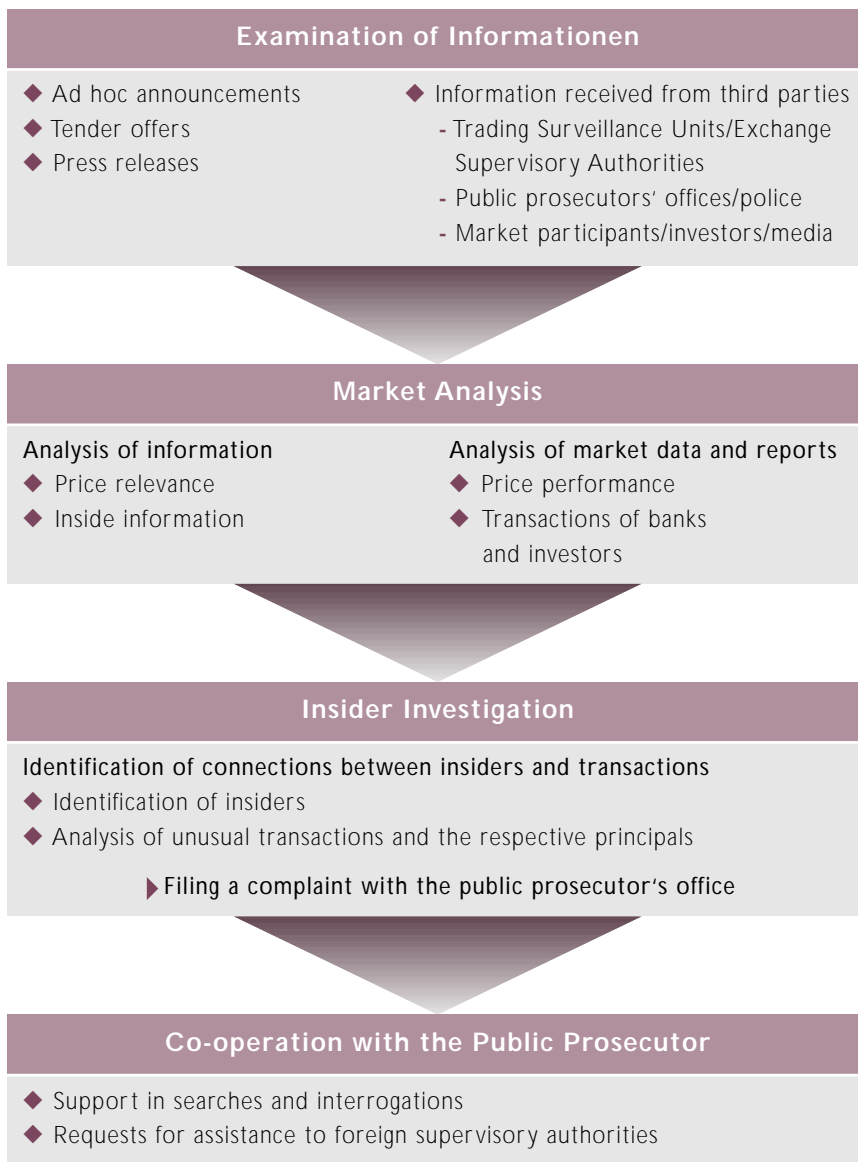 Examination of Informationen
◆ Ad hoc announcements
◆ Tender offers
◆ Press releases
◆ Information received from third parties
- Trading Surveillance Units/Exchange
Supervisory Authorities
- Public prosecutors' offices/police
- Market participants/investors/media
Market Analysis
Analysis of information
◆ Price relevance
◆ Inside information
Analysis of market data and reports
◆ Price performance
◆ Transactions of banks
and investors
Insider Investigation
Identification of connections between insiders and transactions
◆ Identification of insiders
◆ Analysis of unusual transactions and the respective principals
▶ Filing a complaint with the public prosecutor's office
Co-operation with the Public Prosecutor
◆ Support in searches and interrogations
◆ Requests for assistance to foreign supervisory authorities